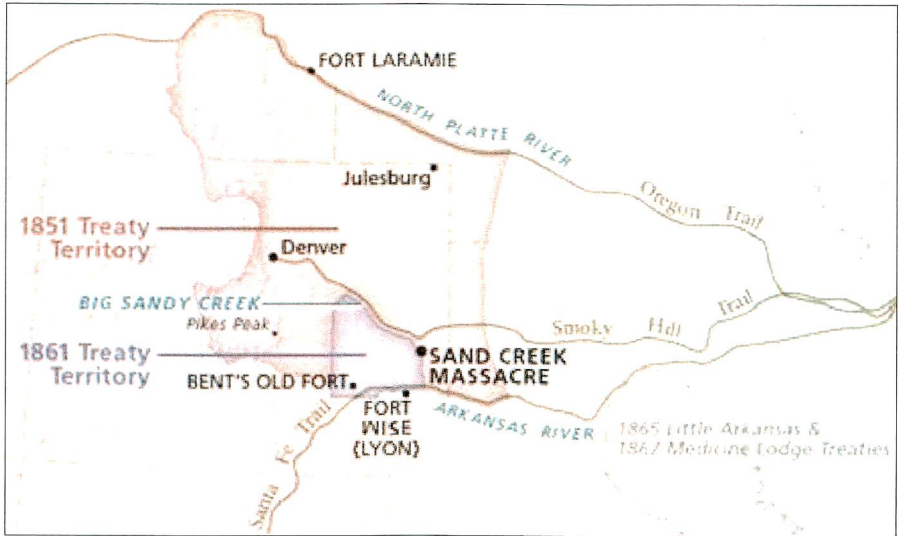 FORT LARAMIE
NORTH PLATTE RIVER
Julesburg
Oregon Trail
1851 Treaty
Territory
Denver
BIG SANDY CREEK
Pikes Peak
Smoky Hill Trail
1861 Treaty
Territory
SAND CREEK
MASSACRE
BENT'S OLD FORT
FORT
WISE
(LYON)
ARKANSAS RIVER
1865 Little Arkansas &
1867 Medicine Lodge Treaties
Santa Fe Trail